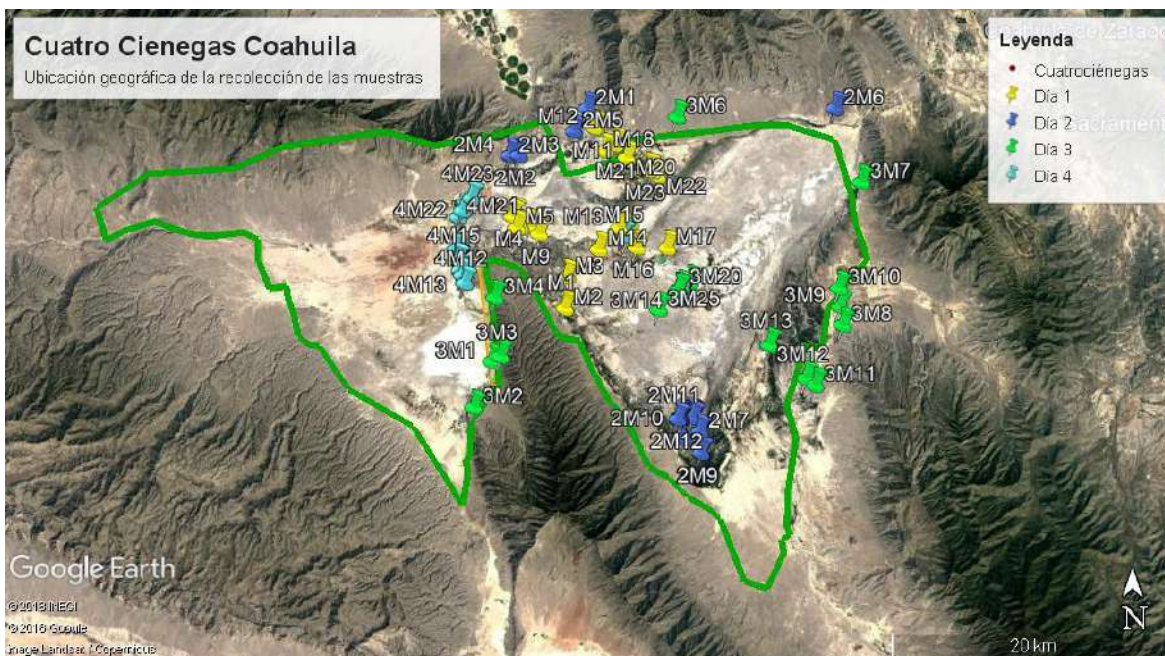 Cuatro Cienegas Coahuila
Ubicación geográfica de la recolección de las muestras
Leyenda
Cuatrociénegas
Día 1
Día 2
Día 3
Día 4
2M1
3M6
2M6
M12
2M5
M18
2M4
2M3
M11
M20
M21
2M2
M22
M23
3M7
4M23
4M21
4M22
M5
M13
M15
M4
M14
M17
M9
M16
4M15
4M12
4M13
M3
M1
M2
3M4
3M20
3M14
3M25
3M10
3M9
3M8
3M13
3M3
3M1
3M12
3M11
3M2
2M11
2M10
2M7
2M12
2M9
Google Earth
©2018 INEGI
Image Landsat / Copernicus
N
20 km